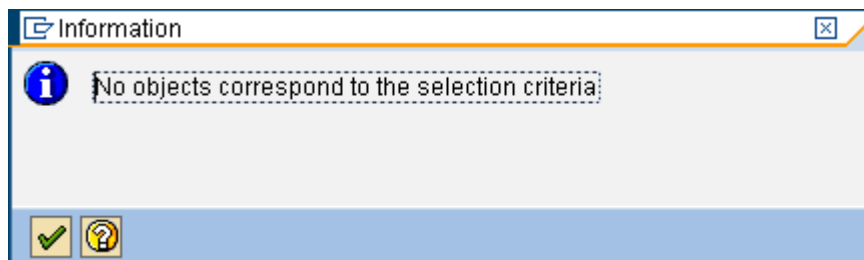 Information
No objects correspond to the selection criteria